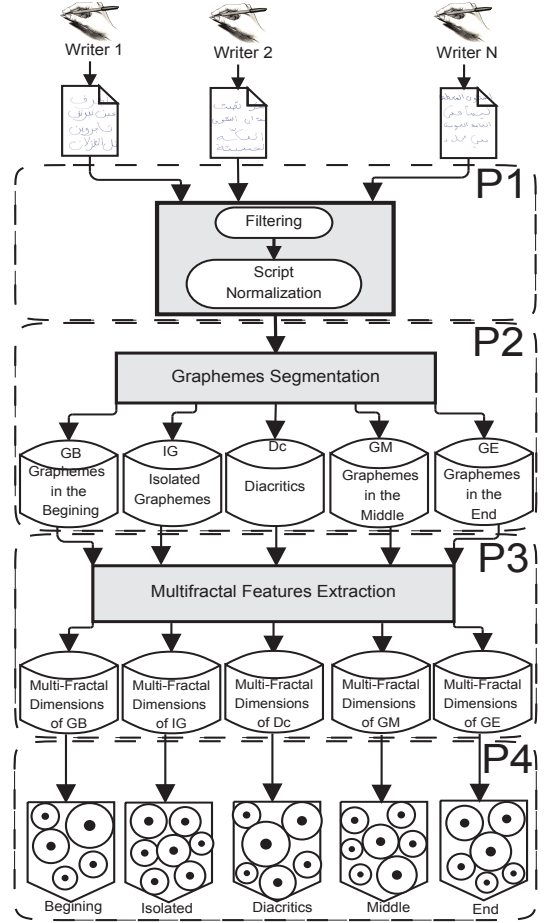 Writer 1
Writer 2
Writer N
P1
Filtering
Script
Normalization
P2
Graphemes Segmentation
GB
Graphemes
in the
Begining
IG
Isolated
Graphemes
Dc
Diacritics
GM
Graphemes
in the
Middle
GE
Graphemes
in the
End
P3
Multifractal Features Extraction
Multi-Fractal
Dimensions
of GB
Multi-Fractal
Dimensions
of IG
Multi-Fractal
Dimensions
of Dc
Multi-Fractal
Dimensions
of GM
Multi-Fractal
Dimensions
of GE
P4
Begining
Isolated
Diacritics
Middle
End